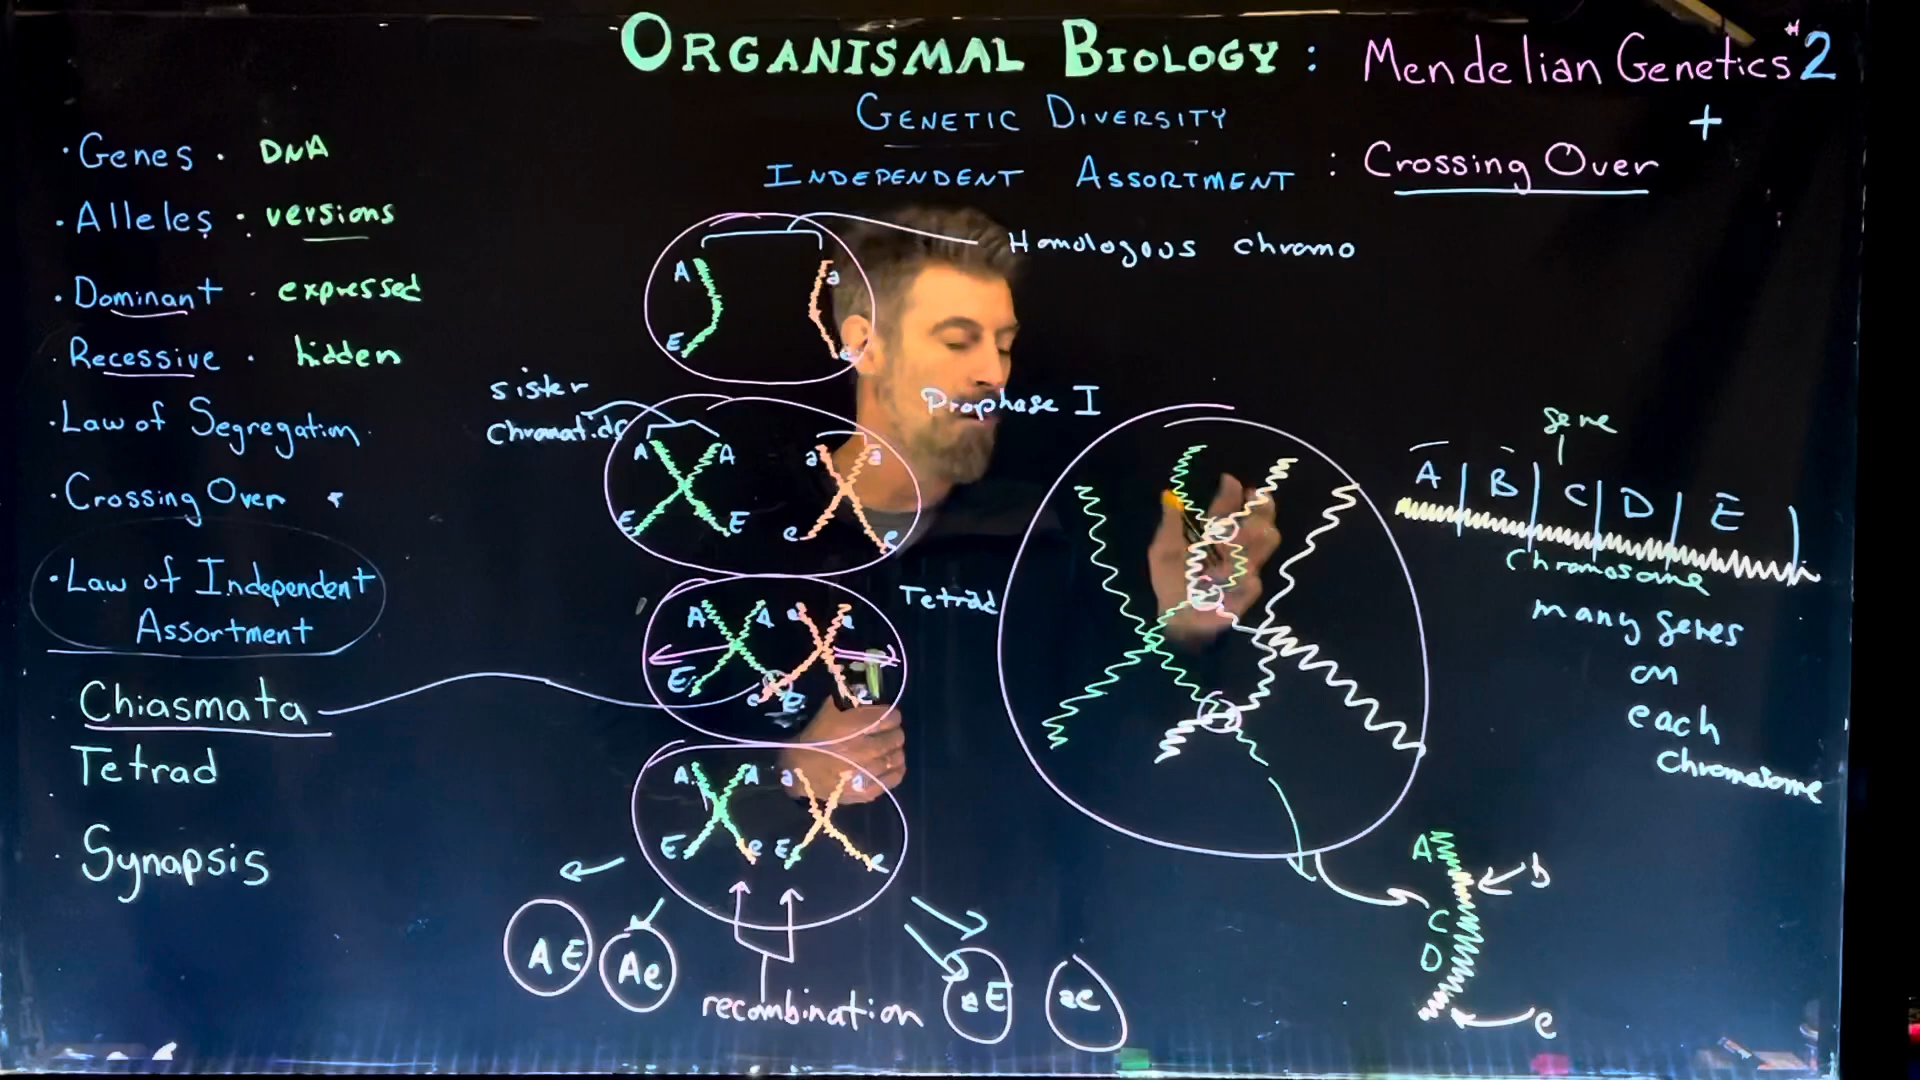 ORGANISMAL BIOLOGY : Mendelian Genetics #2
GENETIC DIVERSITY +
INDEPENDENT ASSORTMENT : Crossing Over
· Genes · DNA
· Alleles : versions
· Dominant · expressed
· Recessive · hidden
· Law of Segregation
· Crossing Over
· Law of Independent
ASSORTMENT
· Chiasmata
· Tetrad
· Synapsis
Homologous chromo
A a
E e
sister
chromatids
Prophase I
A A a a
E E e e
Tetrad
A A a a
E e E e
A A a a
E e E e
AE Ae aE ae
recombination
gene
A B C D E
Chromosome
many genes
on
each
chromosome
A
b
C
D
e